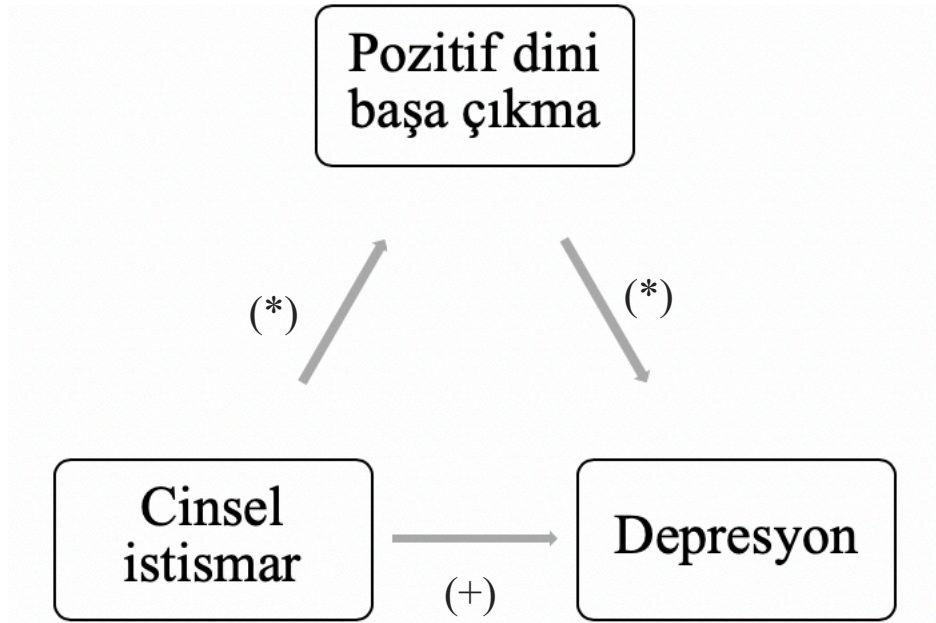 Pozitif dini
başa çıkma
(*)
(*)
Cinsel
istismar
Depresyon
(+)